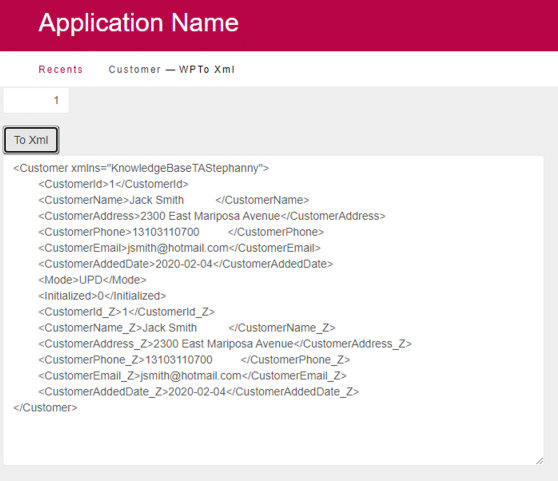 Application Name
Recents Customer — WPTo Xml
1
To Xml
<Customer xmlns="KnowledgeBaseTAStephanny">
<CustomerId>1</CustomerId>
<CustomerName>Jack Smith </CustomerName>
<CustomerAddress>2300 East Mariposa Avenue</CustomerAddress>
<CustomerPhone>13103110700 </CustomerPhone>
<CustomerEmail>jsmith@hotmail.com</CustomerEmail>
<CustomerAddedDate>2020-02-04</CustomerAddedDate>
<Mode>UPD</Mode>
<Initialized>0</Initialized>
<CustomerId_Z>1</CustomerId_Z>
<CustomerName_Z>Jack Smith </CustomerName_Z>
<CustomerAddress_Z>2300 East Mariposa Avenue</CustomerAddress_Z>
<CustomerPhone_Z>13103110700 </CustomerPhone_Z>
<CustomerEmail_Z>jsmith@hotmail.com</CustomerEmail_Z>
<CustomerAddedDate_Z>2020-02-04</CustomerAddedDate_Z>
</Customer>